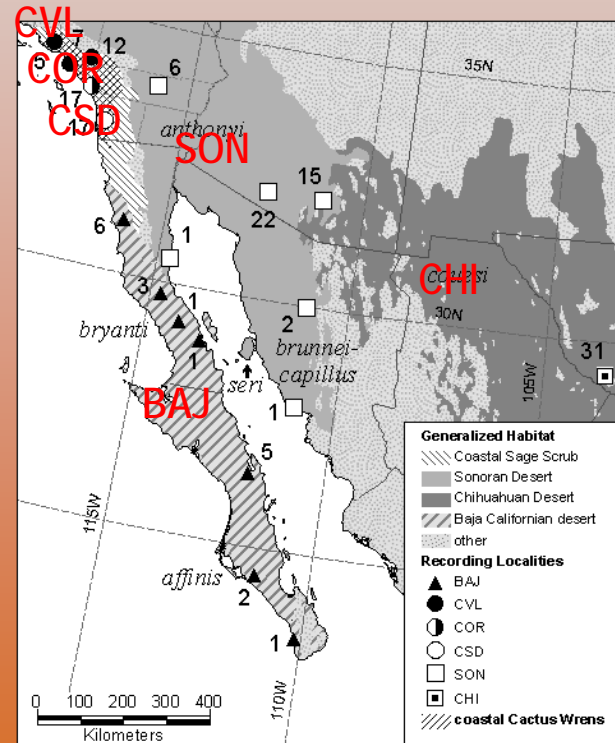 CVL
7
12
5
COR
6
17
CSD
17
anthonyi
SON
35N
15
22
6
1
CHI
couesi
3
1
2
30N
bryanti
brunnei-
capillus
seri
1
31
105W
BAJ
1
5
115W
affinis
2
1
110W
0 100 200 300 400
Kilometers
Generalized Habitat
Coastal Sage Scrub
Sonoran Desert
Chihuahuan Desert
Baja Californian desert
other
Recording Localities
BAJ
CVL
COR
CSD
SON
CHI
coastal Cactus Wrens